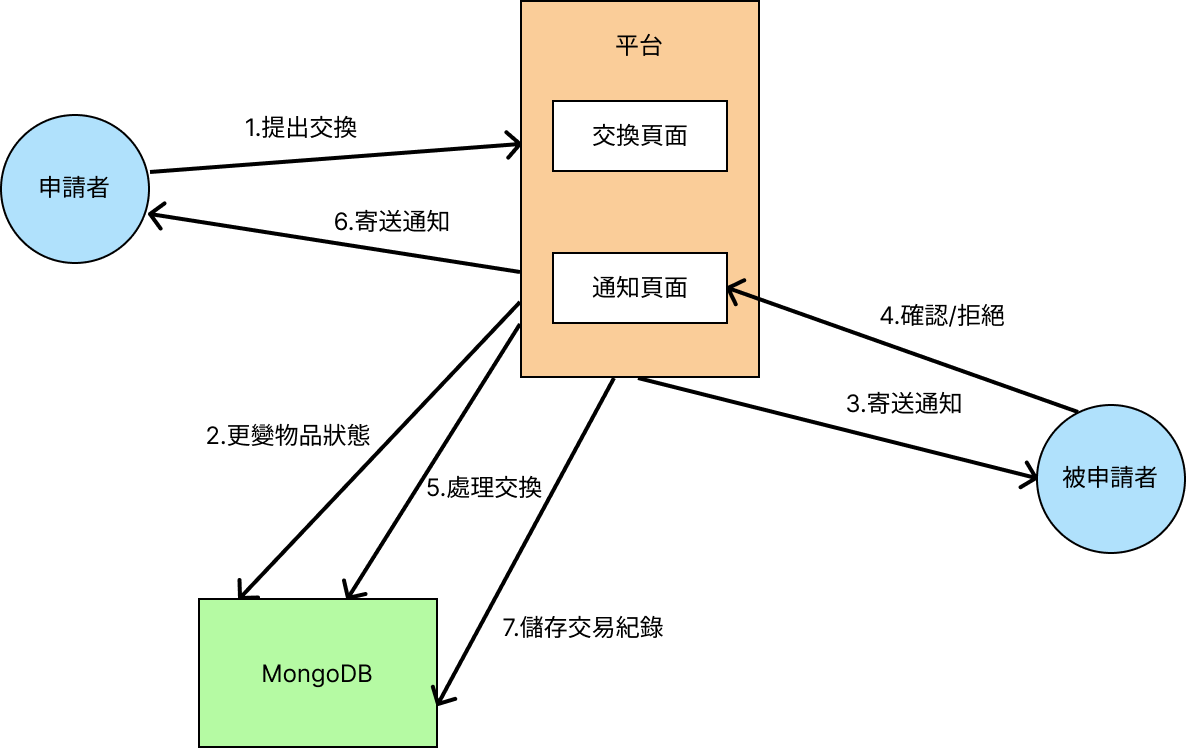 平台
1.提出交換
交換頁面
申請者
6.寄送通知
通知頁面
4.確認/拒絕
3.寄送通知
2.更變物品狀態
被申請者
5.處理交換
7.儲存交易紀錄
MongoDB